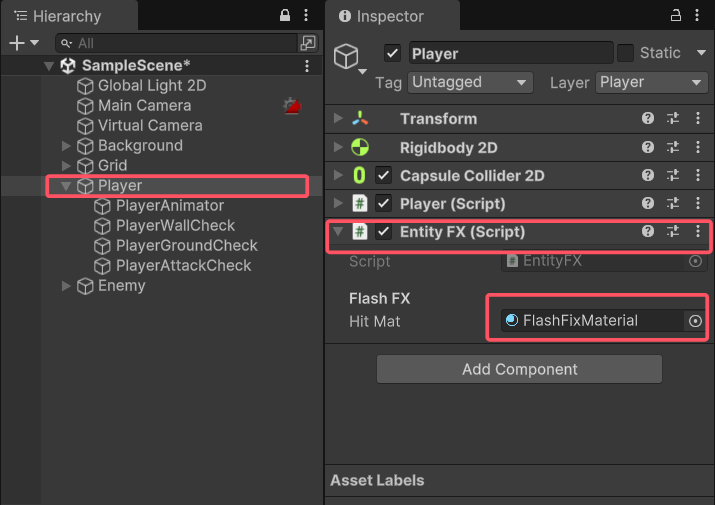 Hierarchy
All
SampleScene*
Global Light 2D
Main Camera
Virtual Camera
Background
Grid
Player
PlayerAnimator
PlayerWallCheck
PlayerGroundCheck
PlayerAttackCheck
Enemy
Inspector
Player
Static
Tag Untagged Layer Player
Transform
Rigidbody 2D
Capsule Collider 2D
Player (Script)
Entity FX (Script)
Script EntityFX
Flash FX
Hit Mat FlashFixMaterial
Add Component
Asset Labels